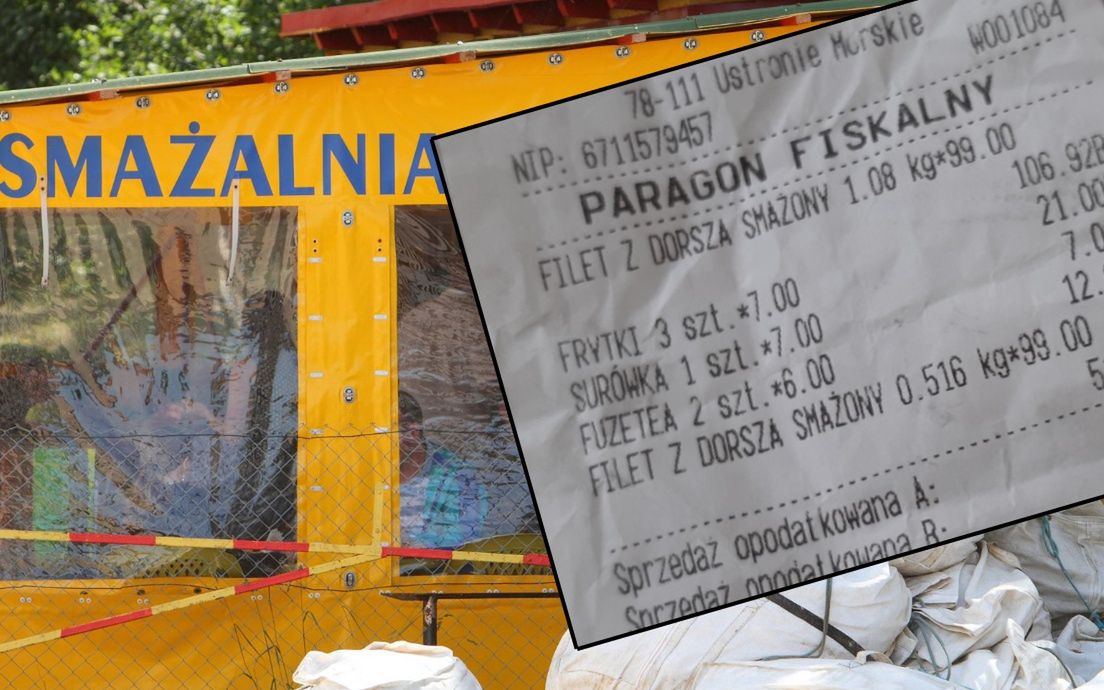 SMAŻALNIA
78-111 Ustronie Morskie
NIP: 6711579457 W001084
PARAGON FISKALNY
FILET Z DORSZA SMAŻONY 1.08 kg*99.00
106.92B
FRYTKI 3 szt.*7.00 21.00
SURÓWKA 1 szt.*7.00 7.0
FUZETEA 2 szt.*6.00 12.
FILET Z DORSZA SMAŻONY 0.516 kg*99.00
5
Sprzedaż opodatkowana A:
Sprzedaż opodatkowana B: